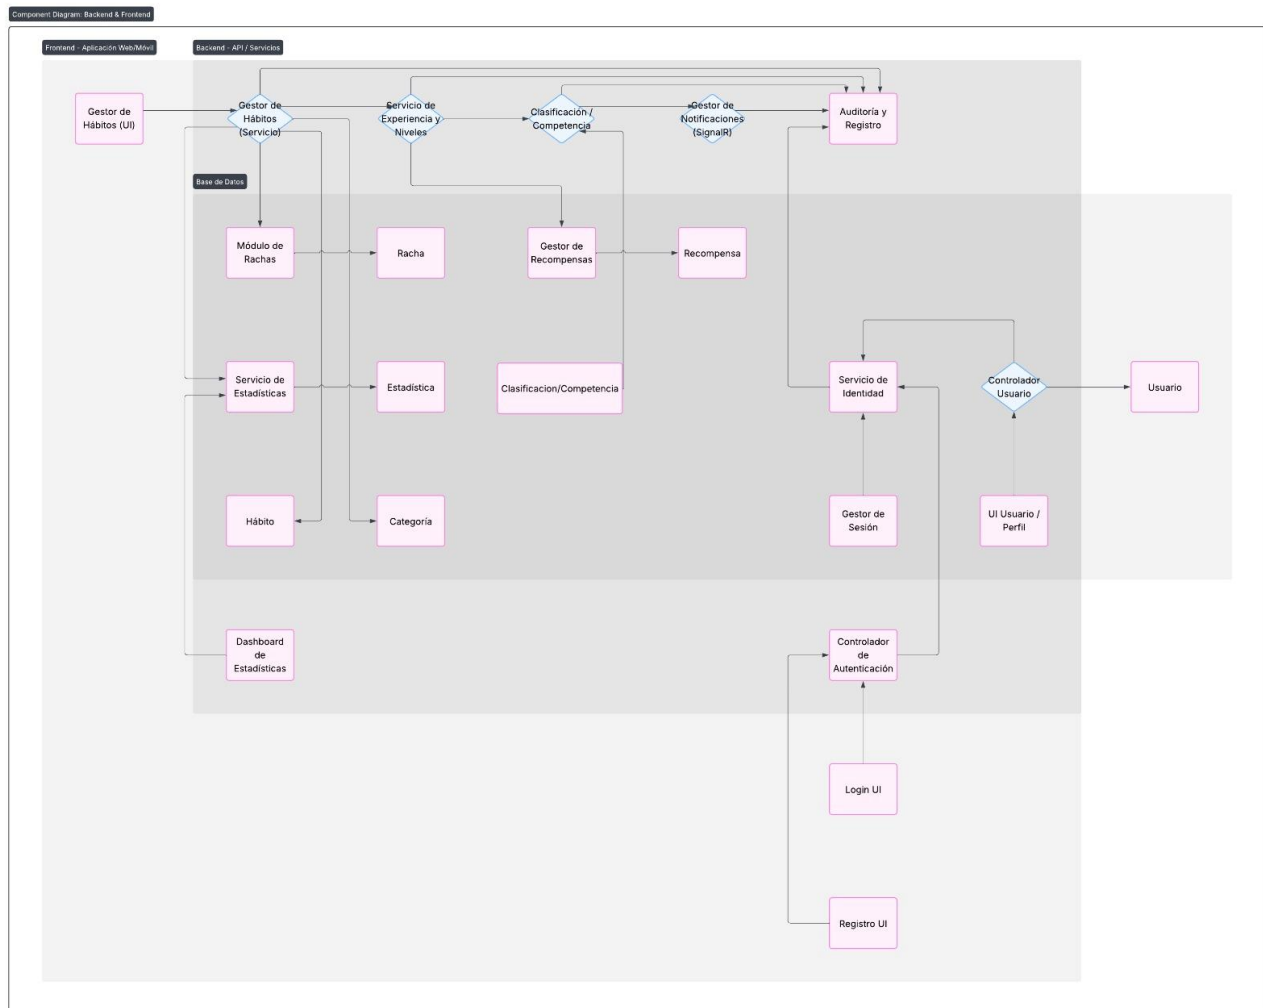 Component Diagram: Backend & Frontend
Frontend - Aplicación Web/Móvil
Backend - API / Servicios
Gestor de
Hábitos (UI)
Gestor de
Hábitos
(Servicio)
Servicio de
Experiencia y
Niveles
Clasificación /
Competencia
Gestor de
Notificaciones
(SignalR)
Auditoría y
Registro
Base de Datos
Módulo de
Rachas
Racha
Gestor de
Recompensas
Recompensa
Servicio de
Estadísticas
Estadística
Clasificacion/Competencia
Servicio de
Identidad
Controlador
Usuario
Usuario
Hábito
Categoría
Gestor de
Sesión
UI Usuario /
Perfil
Dashboard
de
Estadísticas
Controlador
de
Autenticación
Login UI
Registro UI